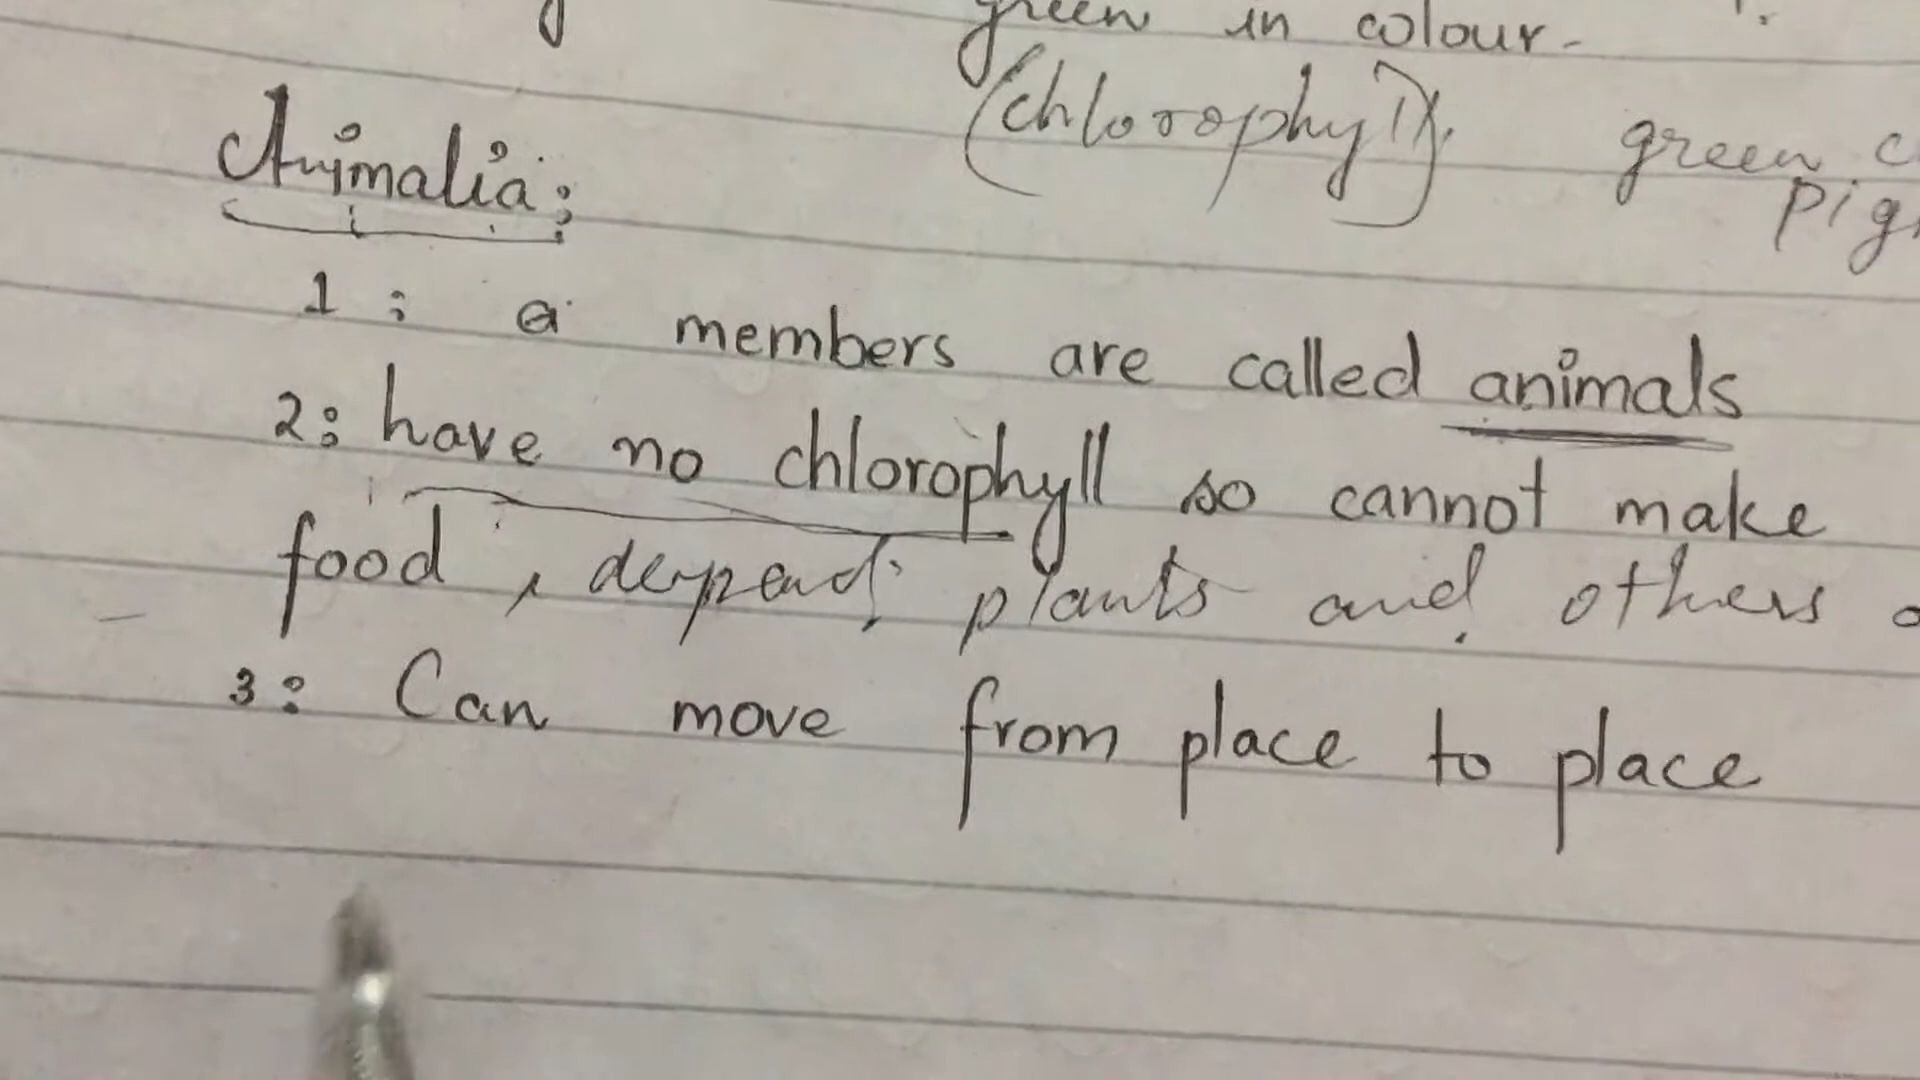 green in colour-
(chlorophyll). green
pig
Animalia:
1: a members are called animals
2: have no chlorophyll so cannot make
food, depend plants and others
3: Can move from place to place